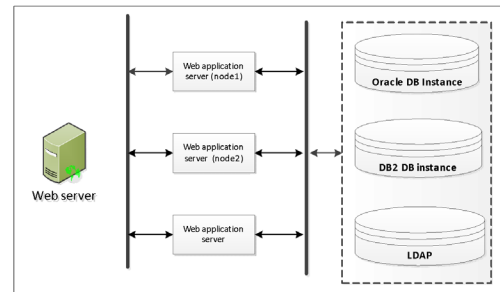 Web server
Web application
server (node1)
Web application
server (node2)
Web application
server
Oracle DB Instance
DB2 DB instance
LDAP